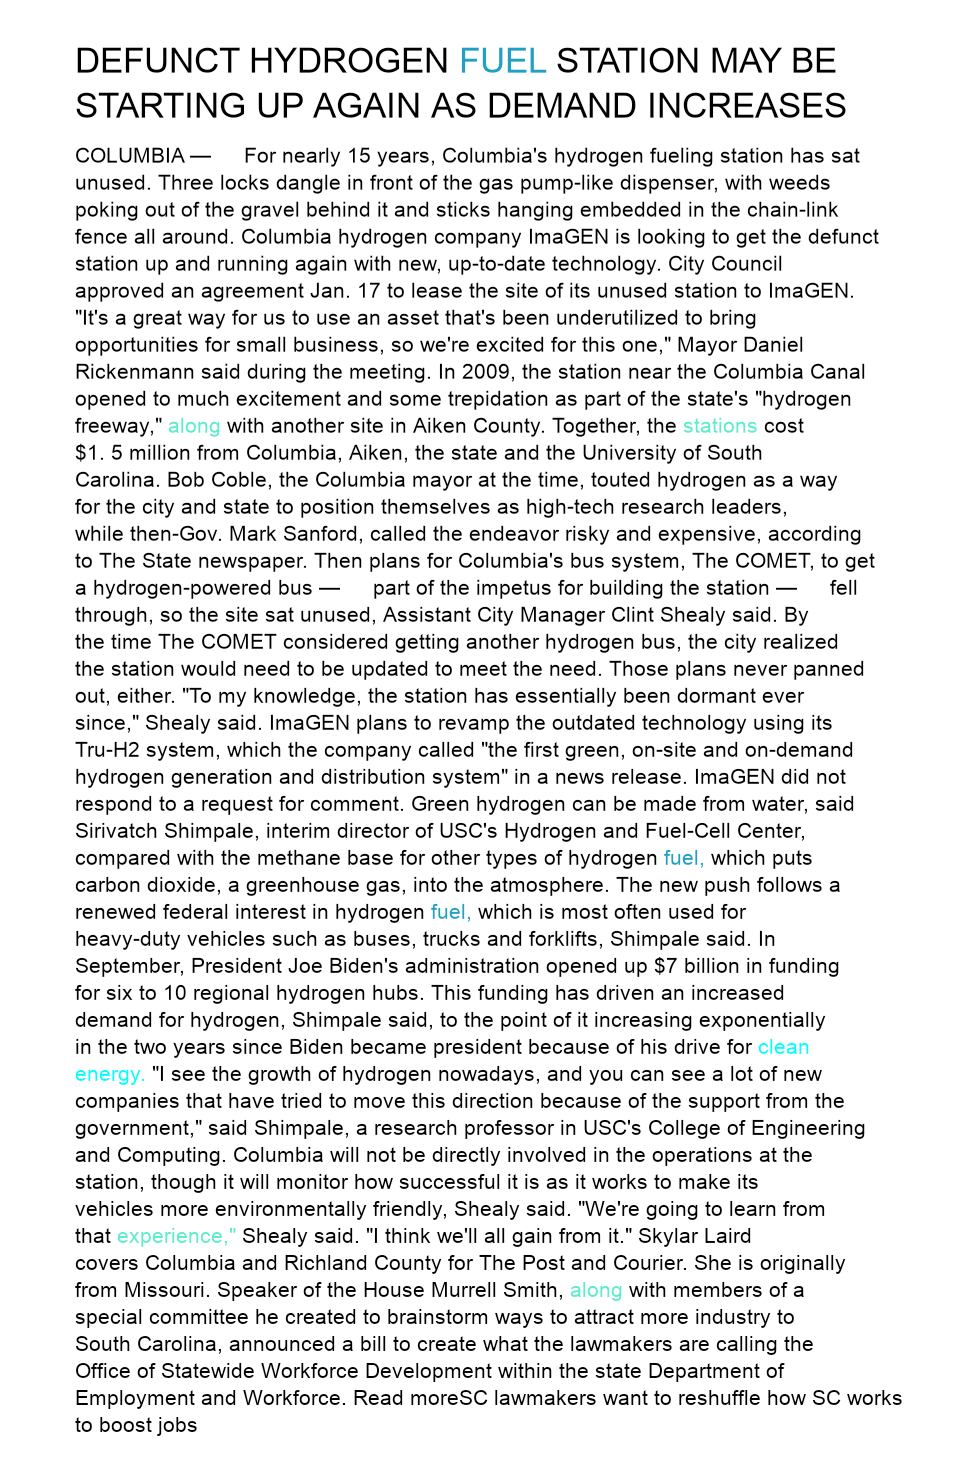 DEFUNCT HYDROGEN FUEL STATION MAY BE
STARTING UP AGAIN AS DEMAND INCREASES
COLUMBIA — For nearly 15 years, Columbia's hydrogen fueling station has sat
unused. Three locks dangle in front of the gas pump-like dispenser, with weeds
poking out of the gravel behind it and sticks hanging embedded in the chain-link
fence all around. Columbia hydrogen company ImaGEN is looking to get the defunct
station up and running again with new, up-to-date technology. City Council
approved an agreement Jan. 17 to lease the site of its unused station to ImaGEN.
"It's a great way for us to use an asset that's been underutilized to bring
opportunities for small business, so we're excited for this one," Mayor Daniel
Rickenmann said during the meeting. In 2009, the station near the Columbia Canal
opened to much excitement and some trepidation as part of the state's "hydrogen
freeway," along with another site in Aiken County. Together, the stations cost
$1. 5 million from Columbia, Aiken, the state and the University of South
Carolina. Bob Coble, the Columbia mayor at the time, touted hydrogen as a way
for the city and state to position themselves as high-tech research leaders,
while then-Gov. Mark Sanford, called the endeavor risky and expensive, according
to The State newspaper. Then plans for Columbia's bus system, The COMET, to get
a hydrogen-powered bus — part of the impetus for building the station — fell
through, so the site sat unused, Assistant City Manager Clint Shealy said. By
the time The COMET considered getting another hydrogen bus, the city realized
the station would need to be updated to meet the need. Those plans never panned
out, either. "To my knowledge, the station has essentially been dormant ever
since," Shealy said. ImaGEN plans to revamp the outdated technology using its
Tru-H2 system, which the company called "the first green, on-site and on-demand
hydrogen generation and distribution system" in a news release. ImaGEN did not
respond to a request for comment. Green hydrogen can be made from water, said
Sirivatch Shimpale, interim director of USC's Hydrogen and Fuel-Cell Center,
compared with the methane base for other types of hydrogen fuel, which puts
carbon dioxide, a greenhouse gas, into the atmosphere. The new push follows a
renewed federal interest in hydrogen fuel, which is most often used for
heavy-duty vehicles such as buses, trucks and forklifts, Shimpale said. In
September, President Joe Biden's administration opened up $7 billion in funding
for six to 10 regional hydrogen hubs. This funding has driven an increased
demand for hydrogen, Shimpale said, to the point of it increasing exponentially
in the two years since Biden became president because of his drive for clean
energy. "I see the growth of hydrogen nowadays, and you can see a lot of new
companies that have tried to move this direction because of the support from the
government," said Shimpale, a research professor in USC's College of Engineering
and Computing. Columbia will not be directly involved in the operations at the
station, though it will monitor how successful it is as it works to make its
vehicles more environmentally friendly, Shealy said. "We're going to learn from
that experience," Shealy said. "I think we'll all gain from it." Skylar Laird
covers Columbia and Richland County for The Post and Courier. She is originally
from Missouri. Speaker of the House Murrell Smith, along with members of a
special committee he created to brainstorm ways to attract more industry to
South Carolina, announced a bill to create what the lawmakers are calling the
Office of Statewide Workforce Development within the state Department of
Employment and Workforce. Read moreSC lawmakers want to reshuffle how SC works
to boost jobs